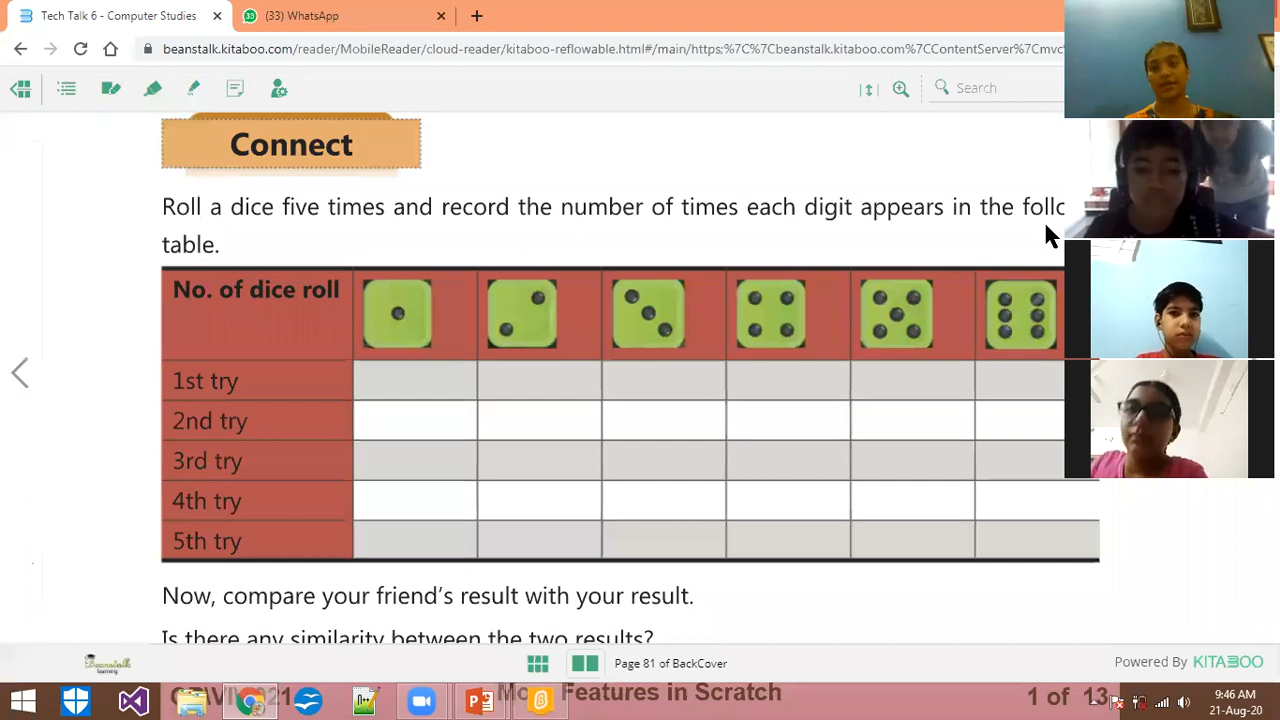 Tech Talk 6 - Computer Studies
(33) WhatsApp
beanstalk.kitaboo.com/reader/MobileReader/cloud-reader/kitaboo-reflowable.html#/main/https:%7C%7Cbeanstalk.kitaboo.com%7CContentServer%7Cmvc
Search
Connect
Roll a dice five times and record the number of times each digit appears in the follo
table.
No. of dice roll
1st try
2nd try
3rd try
4th try
5th try
Now, compare your friend's result with your result.
Is there any similarity between the two results?
Beanstalk
learning
Page 81 of BackCover
Powered By KITABOO
Features in Scratch
1 of 13
9:46 AM
21-Aug-20